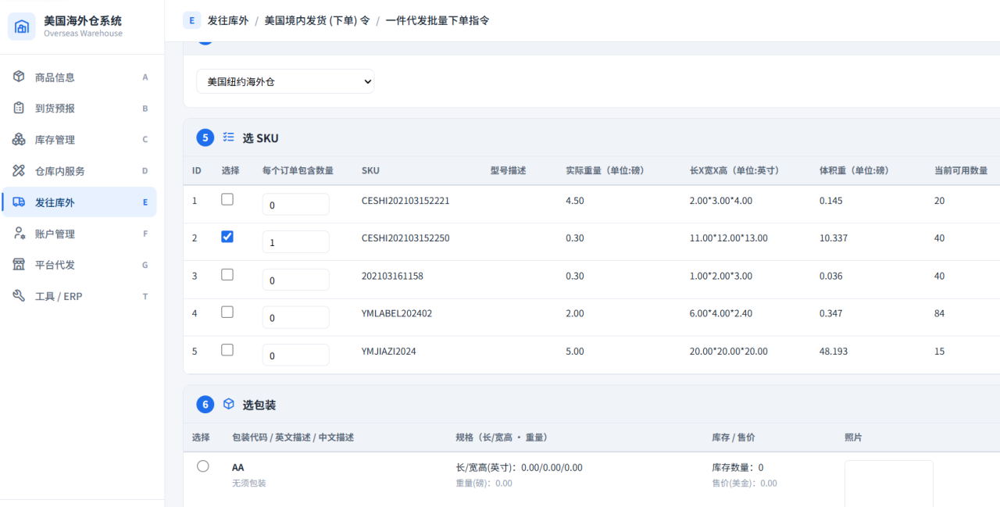 美国海外仓系统
Overseas Warehouse
E 发往库外 / 美国境内发货 (下单) 令 / 一件代发批量下单指令
商品信息 A
到货预报 B
库存管理 C
仓库内服务 D
发往库外 E
账户管理 F
平台代发 G
工具 / ERP T
美国纽约海外仓
5 选 SKU
ID 选择 每个订单包含数量 SKU 型号描述 实际重量（单位:磅） 长X宽X高（单位:英寸） 体积重（单位:磅） 当前可用数量
1 0 CESHI202103152221 4.50 2.00*3.00*4.00 0.145 20
2 1 CESHI202103152250 0.30 11.00*12.00*13.00 10.337 40
3 0 202103161158 0.30 1.00*2.00*3.00 0.036 40
4 0 YMLABEL202402 2.00 6.00*4.00*2.40 0.347 84
5 0 YMJIAZI2024 5.00 20.00*20.00*20.00 48.193 15
6 选包装
选择 包装代码 / 英文描述 / 中文描述 规格（长/宽高 · 重量） 库存 / 售价 照片
AA 长/宽高(英寸)：0.00/0.00/0.00 库存数量：0
无须包装 重量(磅)：0.00 售价(美金)：0.00